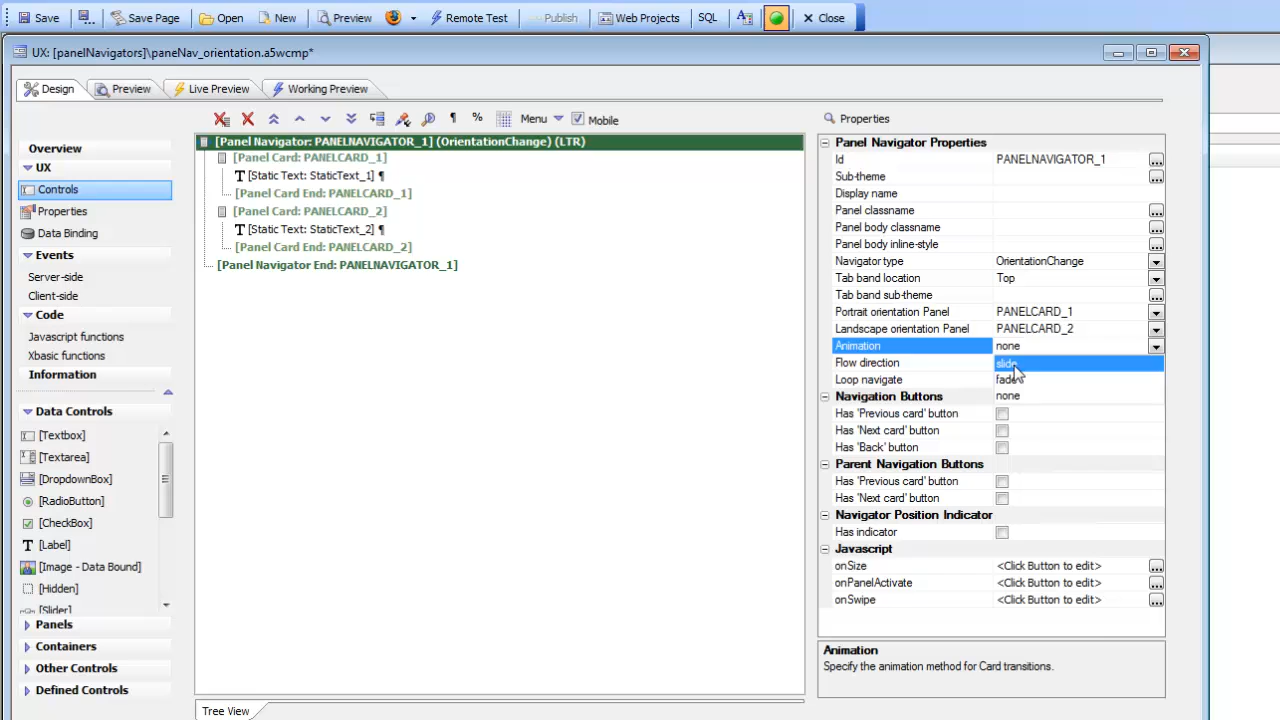 Save Save Page Open New Preview Remote Test Publish Web Projects SQL Close
UX: [panelNavigators]\paneNav_orientation.a5wcmp*
Design Preview Live Preview Working Preview
¶ % Menu Mobile
Overview
UX
Controls
Properties
Data Binding
Events
Server-side
Client-side
Code
Javascript functions
Xbasic functions
Information
Data Controls
[Textbox]
[Textarea]
[DropdownBox]
[RadioButton]
[CheckBox]
[Label]
[Image - Data Bound]
[Hidden]
[Slider]
Panels
Containers
Other Controls
Defined Controls
[Panel Navigator: PANELNAVIGATOR_1] (OrientationChange) (LTR)
[Panel Card: PANELCARD_1]
T [Static Text: StaticText_1] ¶
[Panel Card End: PANELCARD_1]
[Panel Card: PANELCARD_2]
T [Static Text: StaticText_2] ¶
[Panel Card End: PANELCARD_2]
[Panel Navigator End: PANELNAVIGATOR_1]
Tree View
Properties
Panel Navigator Properties
Id PANELNAVIGATOR_1 ...
Sub-theme ...
Display name
Panel classname ...
Panel body classname ...
Panel body inline-style ...
Navigator type OrientationChange
Tab band location Top
Tab band sub-theme ...
Portrait orientation Panel PANELCARD_1
Landscape orientation Panel PANELCARD_2
Animation none
Flow direction slide
Loop navigate fade
none
Navigation Buttons
Has 'Previous card' button
Has 'Next card' button
Has 'Back' button
Parent Navigation Buttons
Has 'Previous card' button
Has 'Next card' button
Navigator Position Indicator
Has indicator
Javascript
onSize <Click Button to edit> ...
onPanelActivate <Click Button to edit> ...
onSwipe <Click Button to edit> ...
Animation
Specify the animation method for Card transitions.